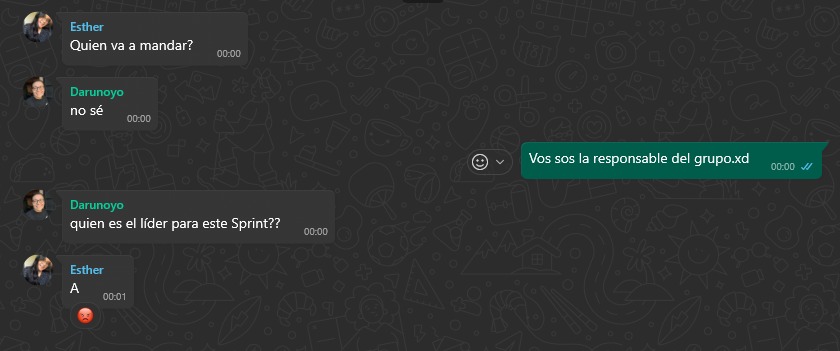 Esther
Quien va a mandar?
00:00
Darunoyo
no sé
00:00
Vos sos la responsable del grupo.xd
00:00
Darunoyo
quien es el líder para este Sprint??
00:00
Esther
A
00:01